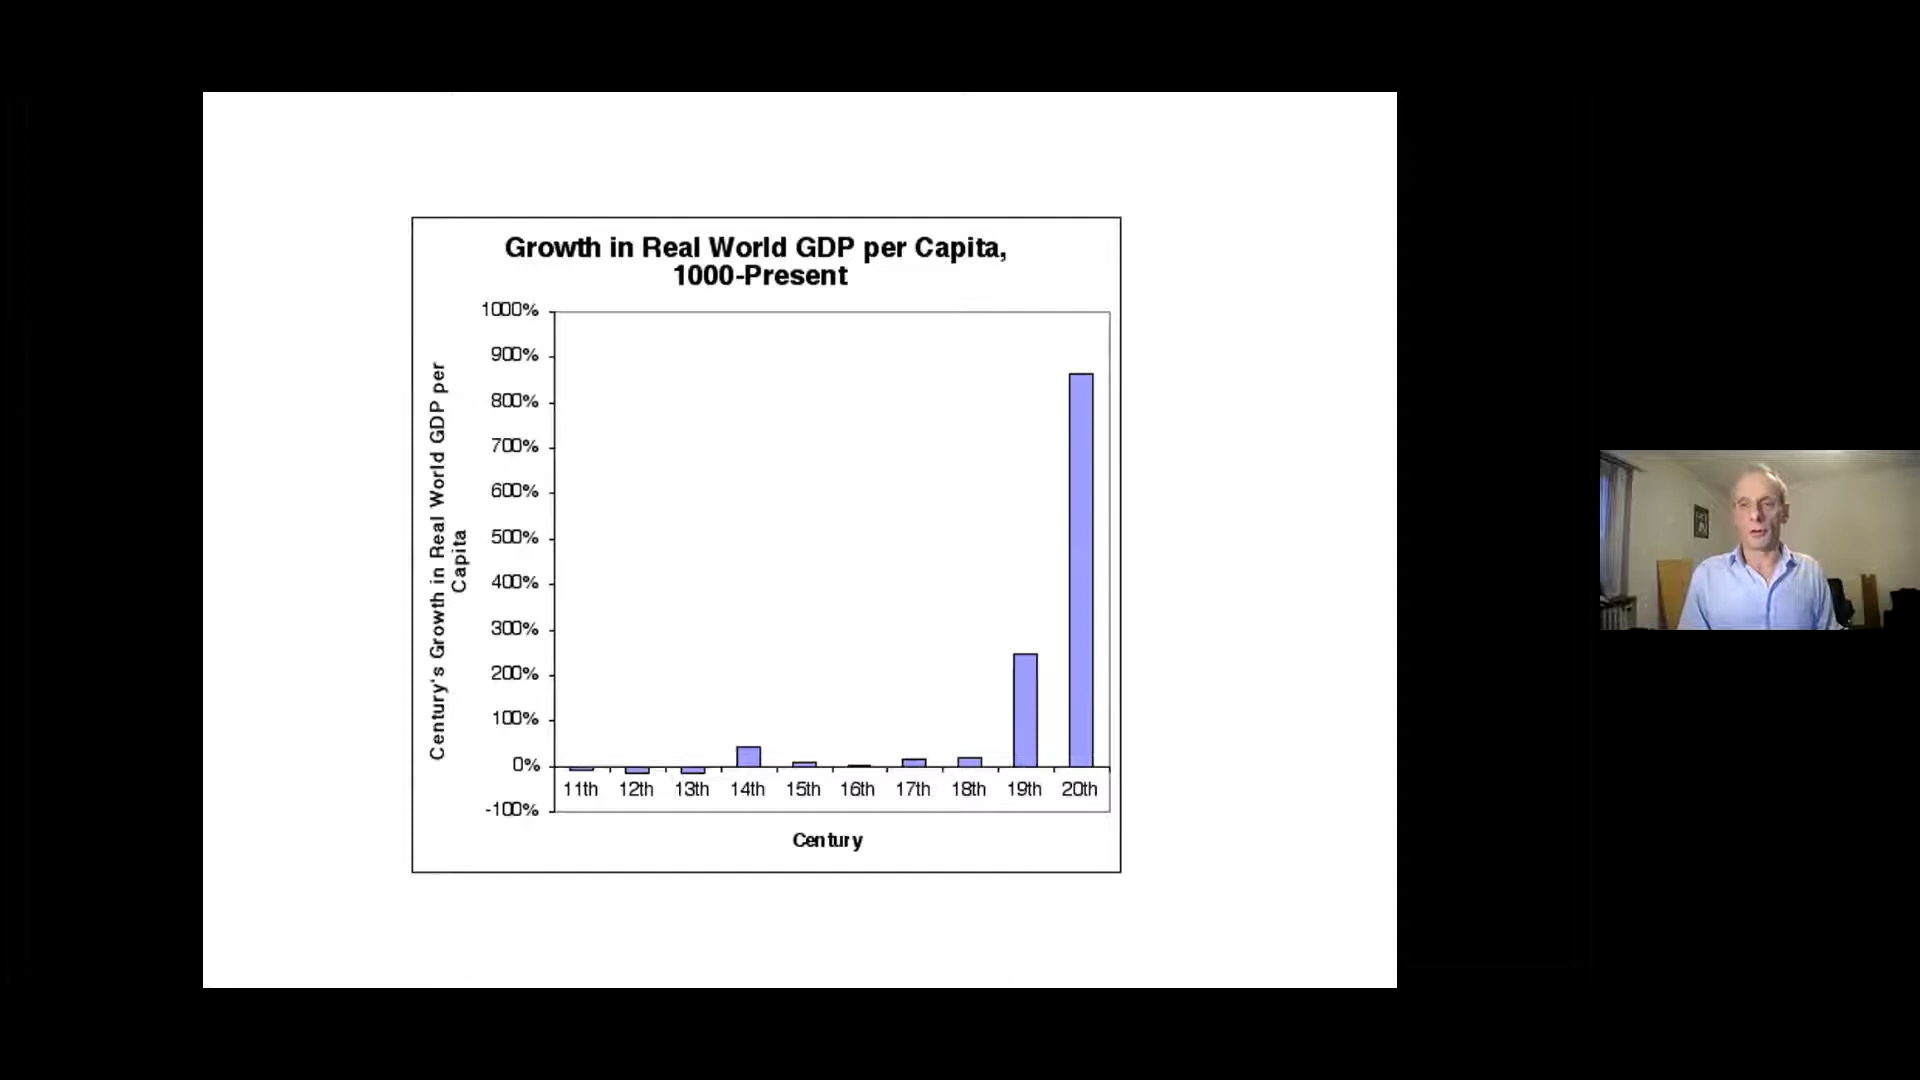 Growth in Real World GDP per Capita,
1000-Present
Century's Growth in Real World GDP per
Capita
1000%
900%
800%
700%
600%
500%
400%
300%
200%
100%
0%
-100%
11th 12th 13th 14th 15th 16th 17th 18th 19th 20th
Century